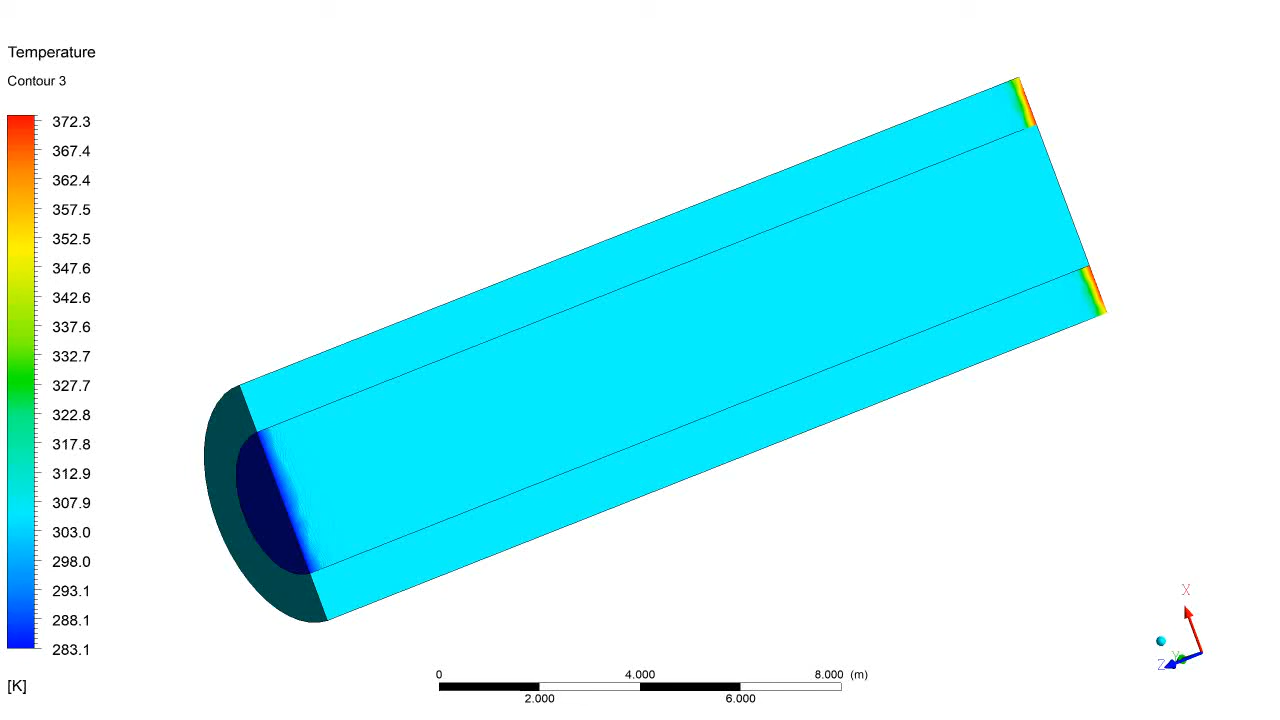 Temperature
Contour 3
372.3
367.4
362.4
357.5
352.5
347.6
342.6
337.6
332.7
327.7
322.8
317.8
312.9
307.9
303.0
298.0
293.1
288.1
283.1
[K]
0 4.000 8.000 (m)
2.000 6.000
X
Y
Z